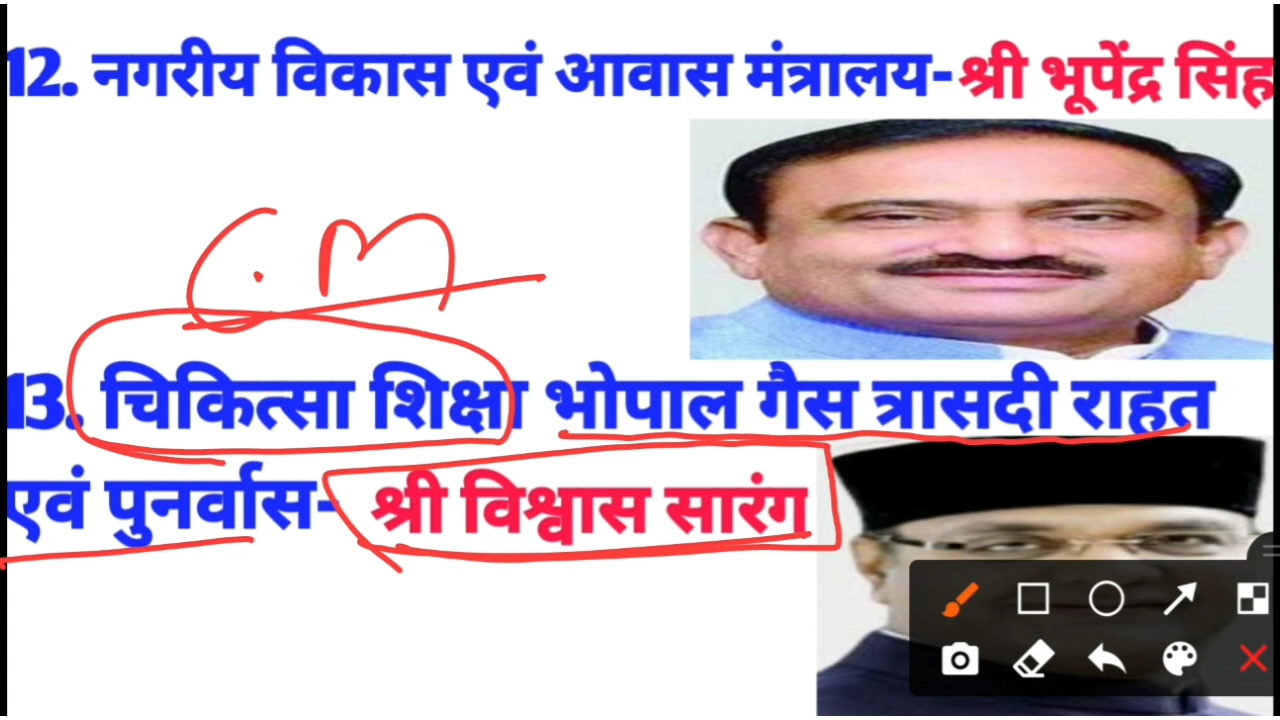 12. नगरीय विकास एवं आवास मंत्रालय-श्री भूपेंद्र सिंह
C.M
13. चिकित्सा शिक्षा भोपाल गैस त्रासदी राहत
एवं पुनर्वास- श्री विश्वास सारंग